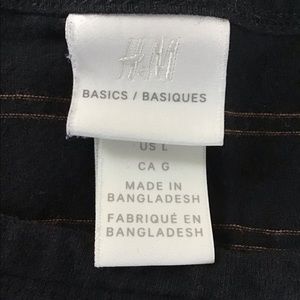 H&M
BASICS / BASIQUES
US L
CA G
MADE IN
BANGLADESH
FABRIQUÉ EN
BANGLADESH